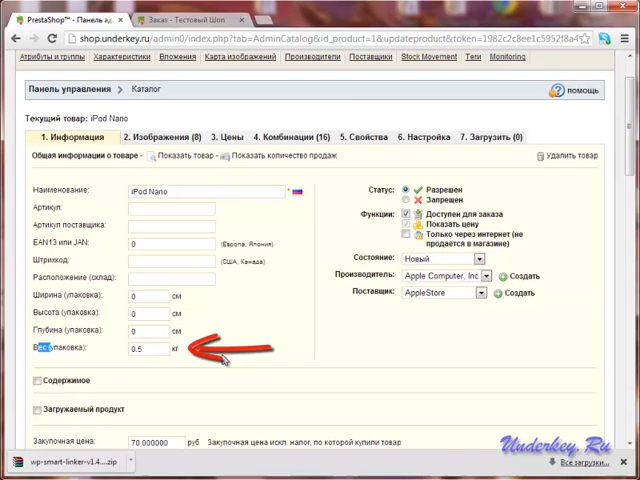 PrestaShop™ - Панель ад
Заказ - Тестовый Шоп
shop.underkey.ru/admin0/index.php?tab=AdminCatalog&id_product=1&updateproduct&token=1982c2c8ee51295cfa4
Атрибуты и группы Характеристики Вложения Карта изображений Производители Поставщики Stock Movement Теги Monitoring
Панель управления > Каталог помощь
Текущий товар: iPod Nano
1. Информация 2. Изображения (8) 3. Цены 4. Комбинации (16) 5. Свойства 6. Настройка 7. Загрузить (0)
Общая информации о товаре - Показать товар - Показать количество продаж Удалить товар
Наименование: iPod Nano *
Артикул:
Артикул поставщика:
EAN13 или JAN: 0 (Европа, Япония)
Штрихкод: (США, Канада)
Расположение (склад):
Ширина (упаковка): 0 см
Высота (упаковка): 0 см
Глубина (упаковка): 0 см
Вес (упаковка): 0.5 кг
Статус: Разрешен
Запрещен
Функции: Доступен для заказа
Показать цену
Только через интернет (не
продаётся в магазине)
Состояние: Новый
Производитель: Apple Computer, Inc Создать
Поставщик: AppleStore Создать
Содержимое
Загружаемый продукт
Закупочная цена: 70.000000 руб Закупочная цена искл. налог, по которой купили товар
Underkey.Ru
wp-smart-linker-v1.4....zip
Все загрузки...